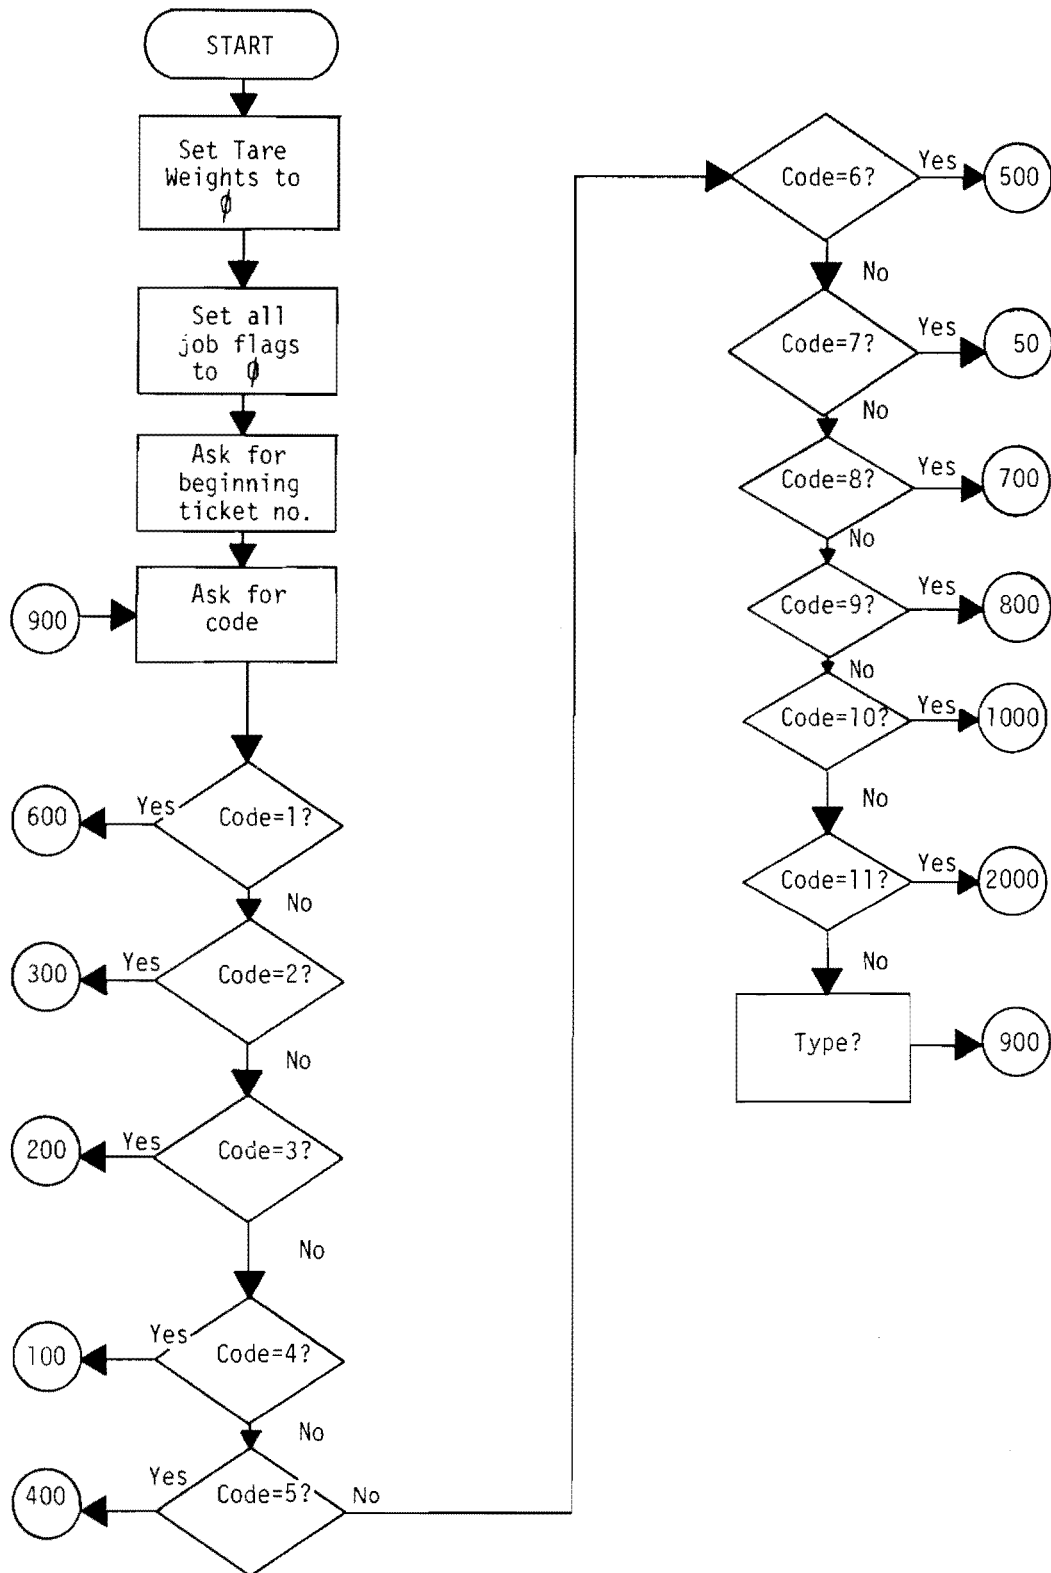 START
Set Tare
Weights to
∅
Set all
job flags
to ∅
Ask for
beginning
ticket no.
Ask for
code
900
Code=1?
Yes
600
No
Code=2?
Yes
300
No
Code=3?
Yes
200
No
Code=4?
Yes
100
No
Code=5?
Yes
400
No
Code=6?
Yes
500
No
Code=7?
Yes
50
No
Code=8?
Yes
700
No
Code=9?
Yes
800
No
Code=10?
Yes
1000
No
Code=11?
Yes
2000
No
Type?
900